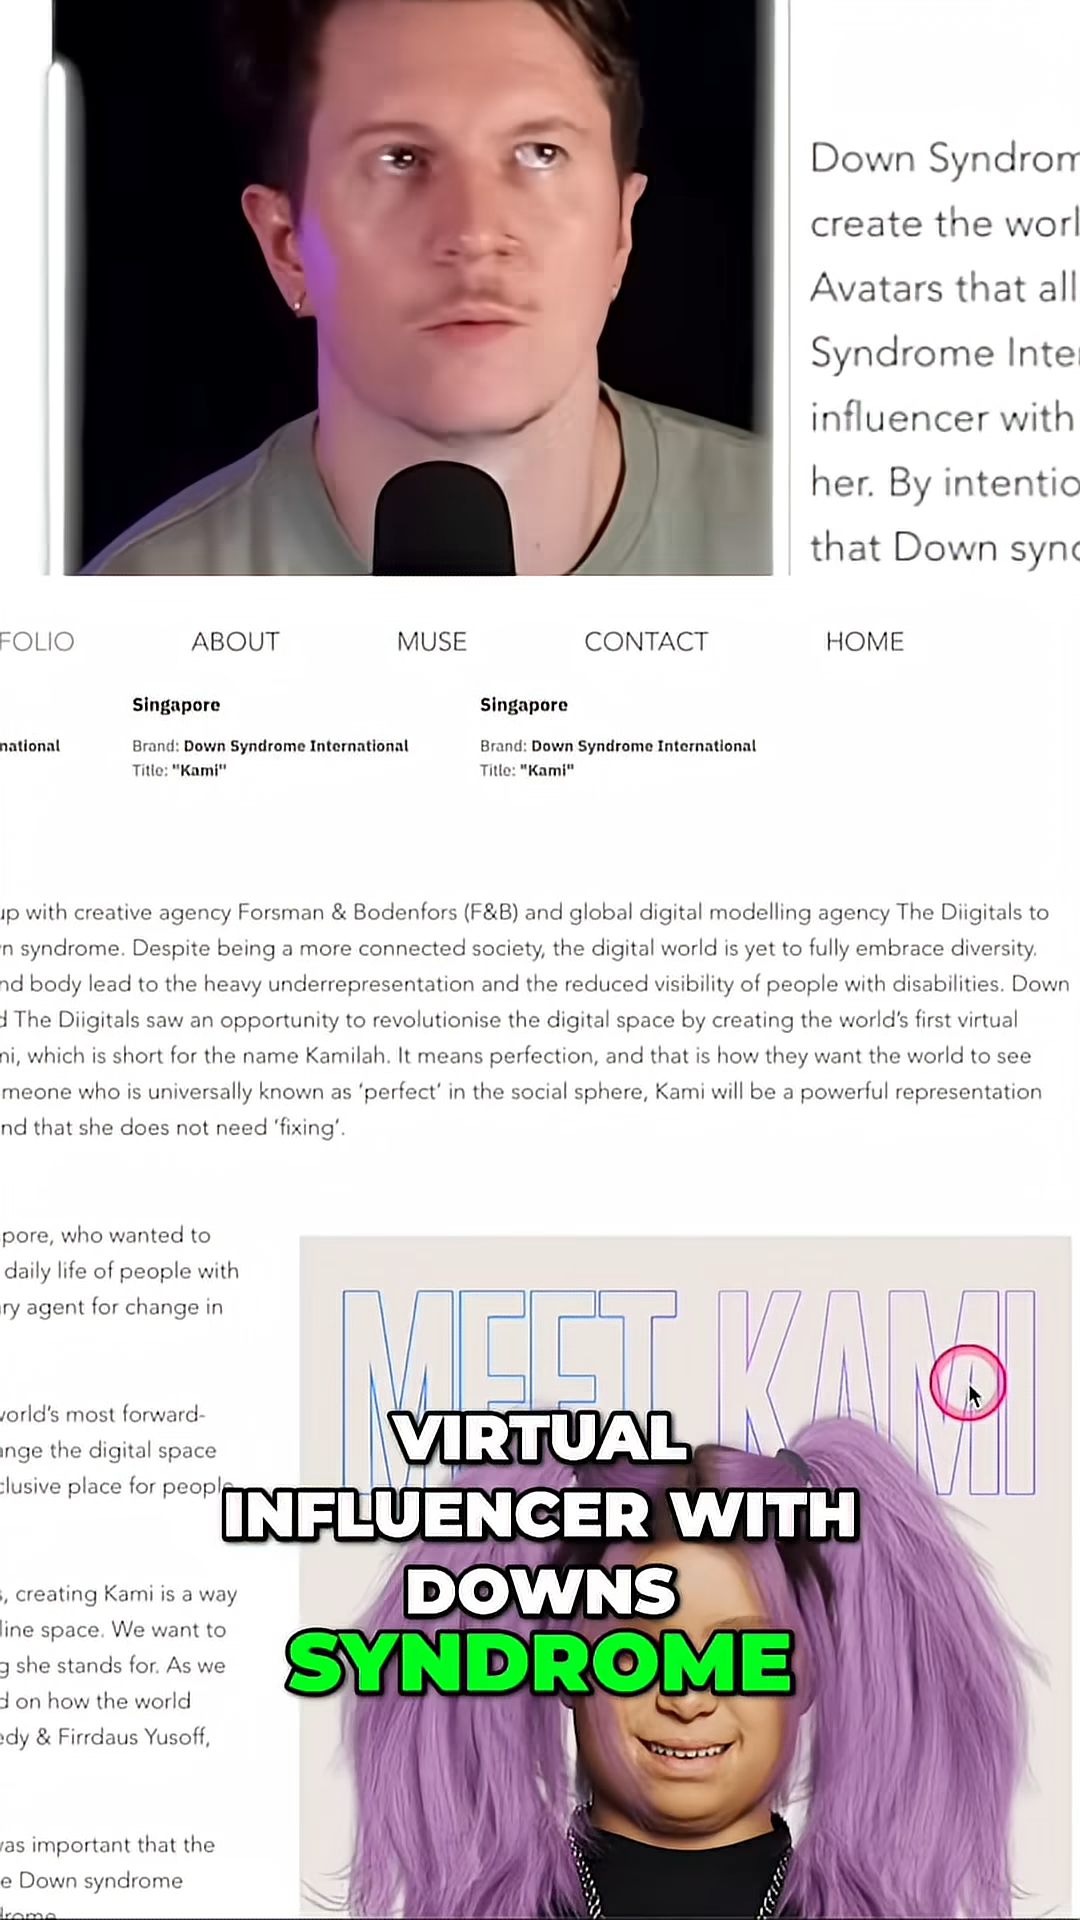 Down Syndrom
create the worl
Avatars that all
Syndrome Inter
influencer with
her. By intentio
that Down sync
FOLIO ABOUT MUSE CONTACT HOME
Singapore Singapore
national Brand: Down Syndrome International Brand: Down Syndrome International
Title: "Kami" Title: "Kami"
up with creative agency Forsman & Bodenfors (F&B) and global digital modelling agency The Diigitals to
n syndrome. Despite being a more connected society, the digital world is yet to fully embrace diversity.
nd body lead to the heavy underrepresentation and the reduced visibility of people with disabilities. Down
d The Diigitals saw an opportunity to revolutionise the digital space by creating the world's first virtual
ni, which is short for the name Kamilah. It means perfection, and that is how they want the world to see
meone who is universally known as 'perfect' in the social sphere, Kami will be a powerful representation
nd that she does not need 'fixing'.
pore, who wanted to
daily life of people with
ary agent for change in
world's most forward-
ange the digital space
clusive place for people
s, creating Kami is a way
line space. We want to
g she stands for. As we
d on how the world
edy & Firrdaus Yusoff,
was important that the
e Down syndrome
drome
MEET KAMI
VIRTUAL
INFLUENCER WITH
DOWNS
SYNDROME